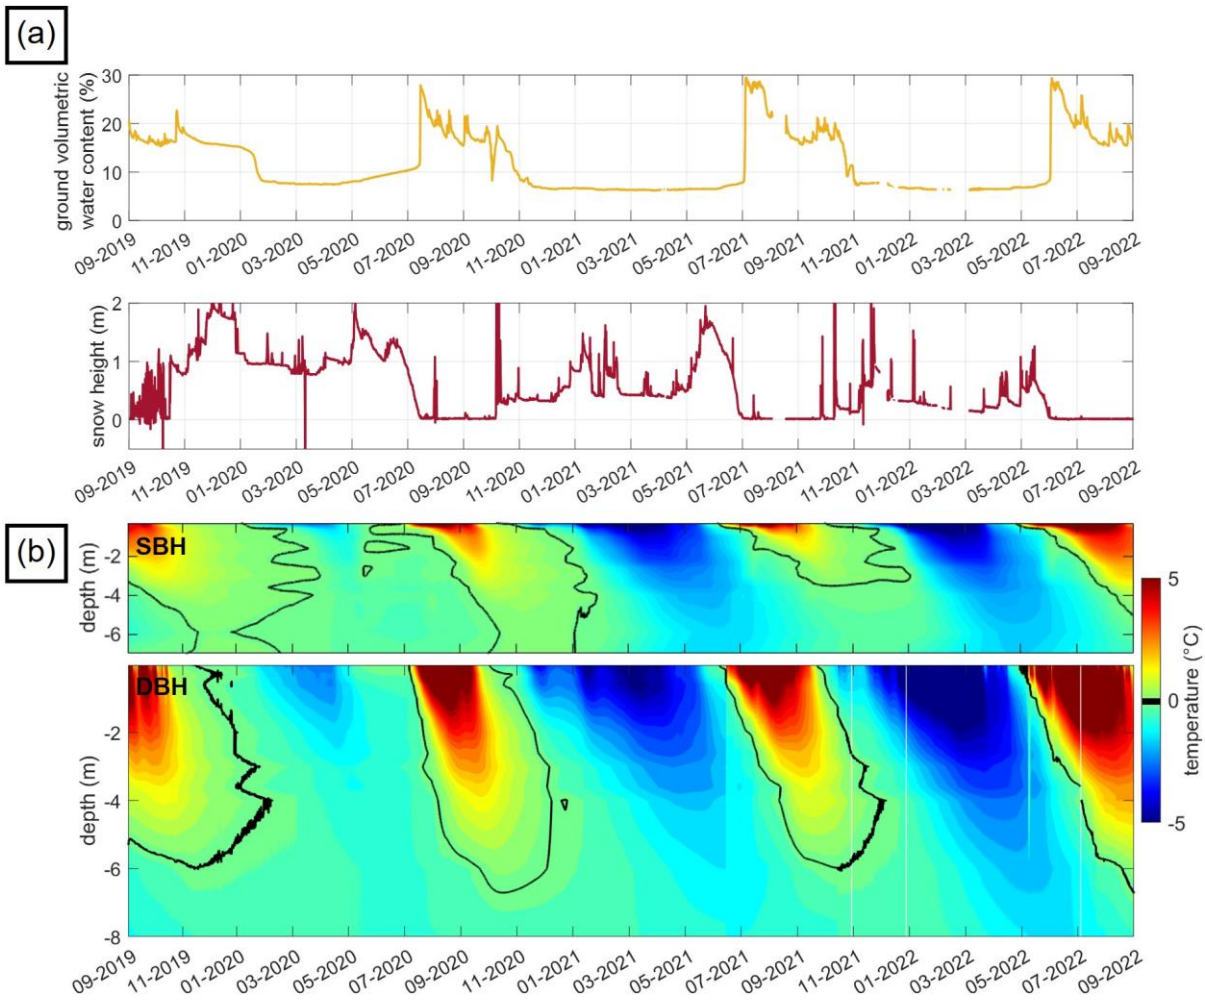 (a)
ground volumetric
water content (%)
30
20
10
0
09-2019 11-2019 01-2020 03-2020 05-2020 07-2020 09-2020 11-2020 01-2021 03-2021 05-2021 07-2021 09-2021 11-2021 01-2022 03-2022 05-2022 07-2022 09-2022
snow height (m)
2
1
0
09-2019 11-2019 01-2020 03-2020 05-2020 07-2020 09-2020 11-2020 01-2021 03-2021 05-2021 07-2021 09-2021 11-2021 01-2022 03-2022 05-2022 07-2022 09-2022
(b)
SBH
depth (m)
-2
-4
-6
DBH
depth (m)
-2
-4
-6
-8
09-2019 11-2019 01-2020 03-2020 05-2020 07-2020 09-2020 11-2020 01-2021 03-2021 05-2021 07-2021 09-2021 11-2021 01-2022 03-2022 05-2022 07-2022 09-2022
5
0
-5
temperature (°C)